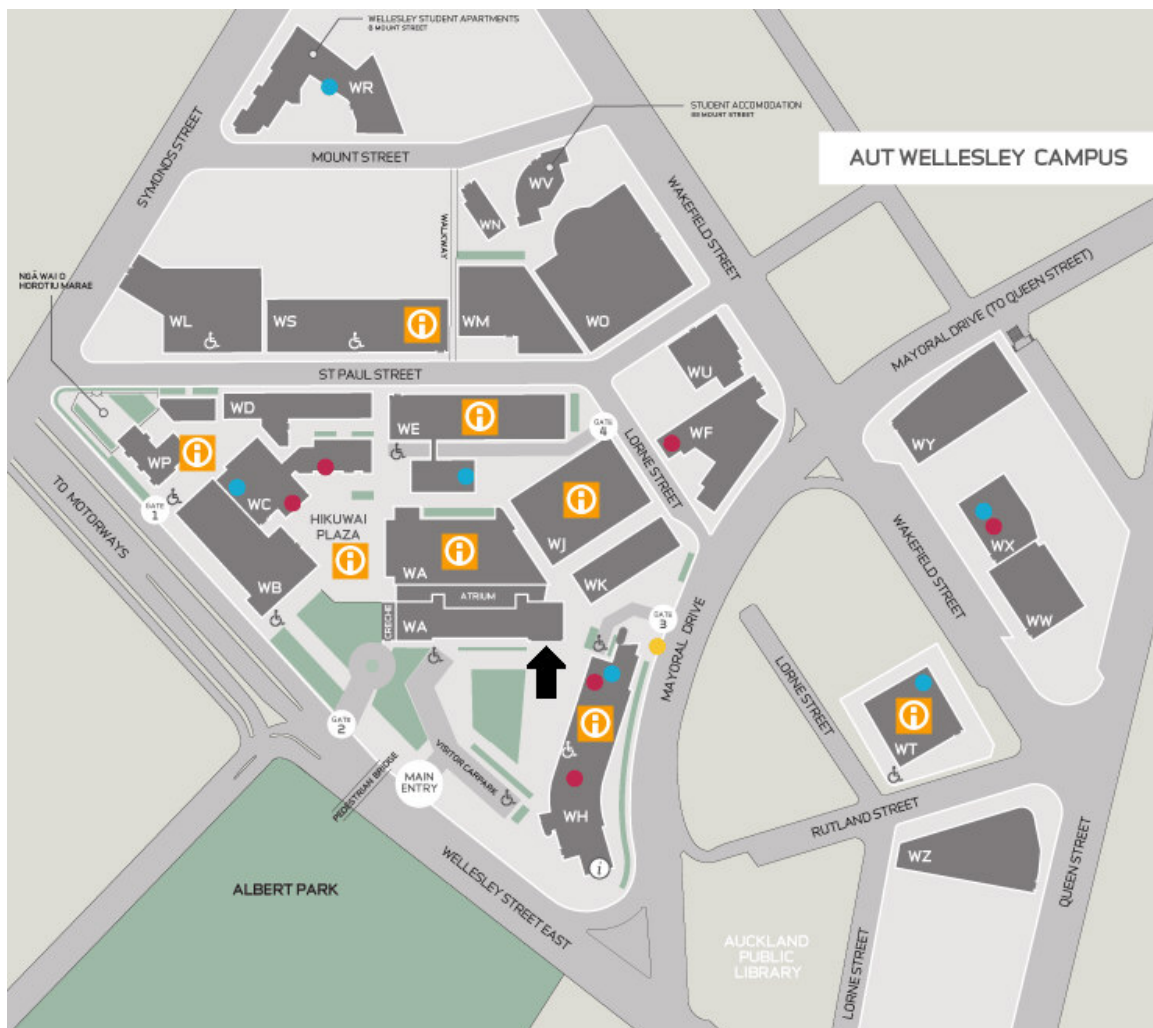 WELLESLEY STUDENT APARTMENTS
8 MOUNT STREET
WR
STUDENT ACCOMODATION
MOUNT STREET
AUT WELLESLEY CAMPUS
SYMONDS STREET
MOUNT STREET
WV
WN
WALKWAY
WAKEFIELD STREET
NGĀ WAI O
HOROTIU MARAE
WL
WS
WM
WO
MAYORAL DRIVE (TO QUEEN STREET)
ST PAUL STREET
WU
WD
WE
GATE
4
LORNE STREET
WF
WY
WP
TO MOTORWAYS
GATE
1
WC
HIKUWAI
PLAZA
WA
WJ
WK
WAKEFIELD STREET
WX
WW
WB
ATRIUM
CRECHE
WA
GATE
3
MAYORAL DRIVE
LORNE STREET
GATE
2
WT
VISITOR CARPARK
PEDESTRIAN BRIDGE
MAIN
ENTRY
WH
i
RUTLAND STREET
WZ
QUEEN STREET
ALBERT PARK
WELLESLEY STREET EAST
AUCKLAND
PUBLIC
LIBRARY
LORNE STREET